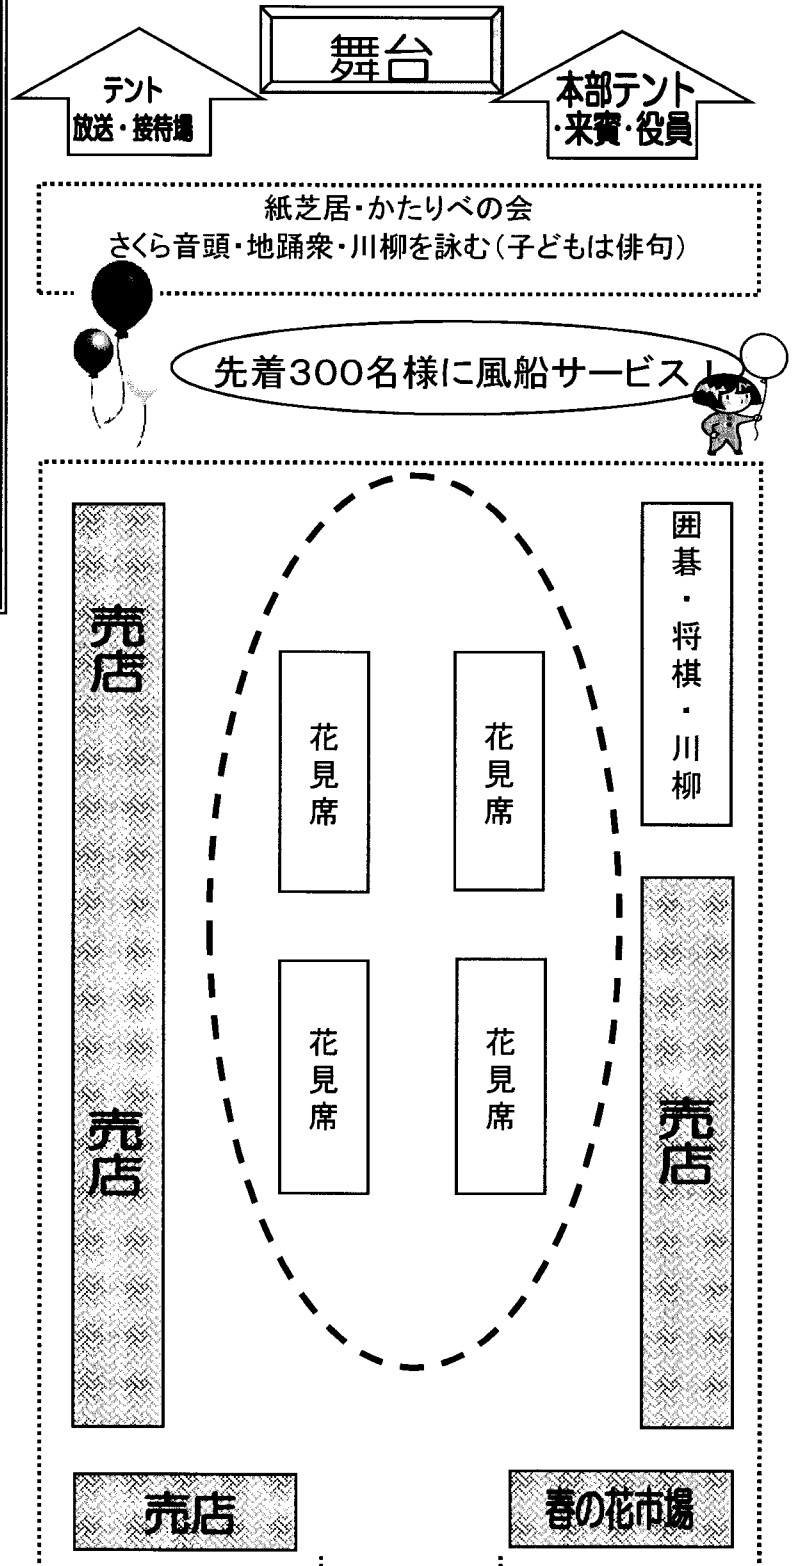 舞台
テント
放送・接待場
本部テント
・来賓・役員
紙芝居・かたりべの会
さくら音頭・地踊衆・川柳を詠む(子どもは俳句)
先着300名様に風船サービス!
売店
囲碁・将棋・川柳
花見席
花見席
花見席
花見席
売店
売店
売店
春の花市場